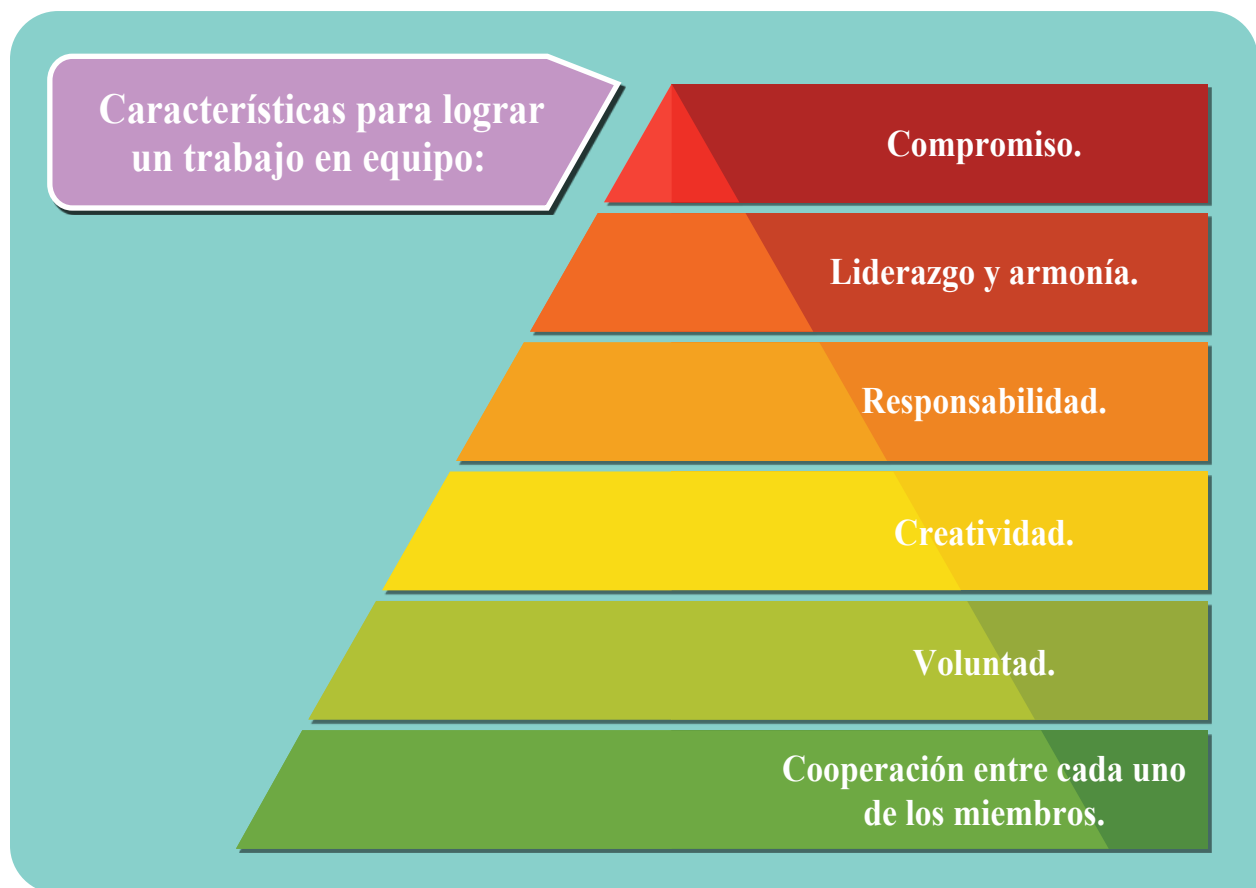 Características para lograr
un trabajo en equipo:
Compromiso.
Liderazgo y armonía.
Responsabilidad.
Creatividad.
Voluntad.
Cooperación entre cada uno
de los miembros.